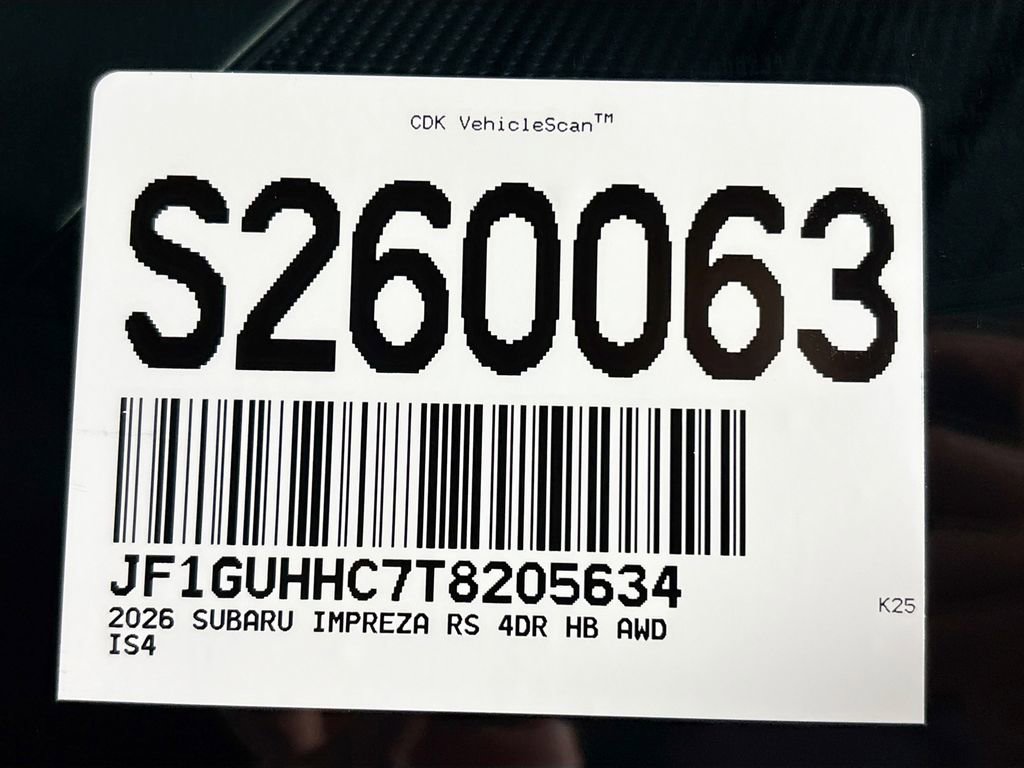 CDK VehicleScan™
S260063
JF1GUHHC7T8205634
2026 SUBARU IMPREZA RS 4DR HB AWD
IS4
K25